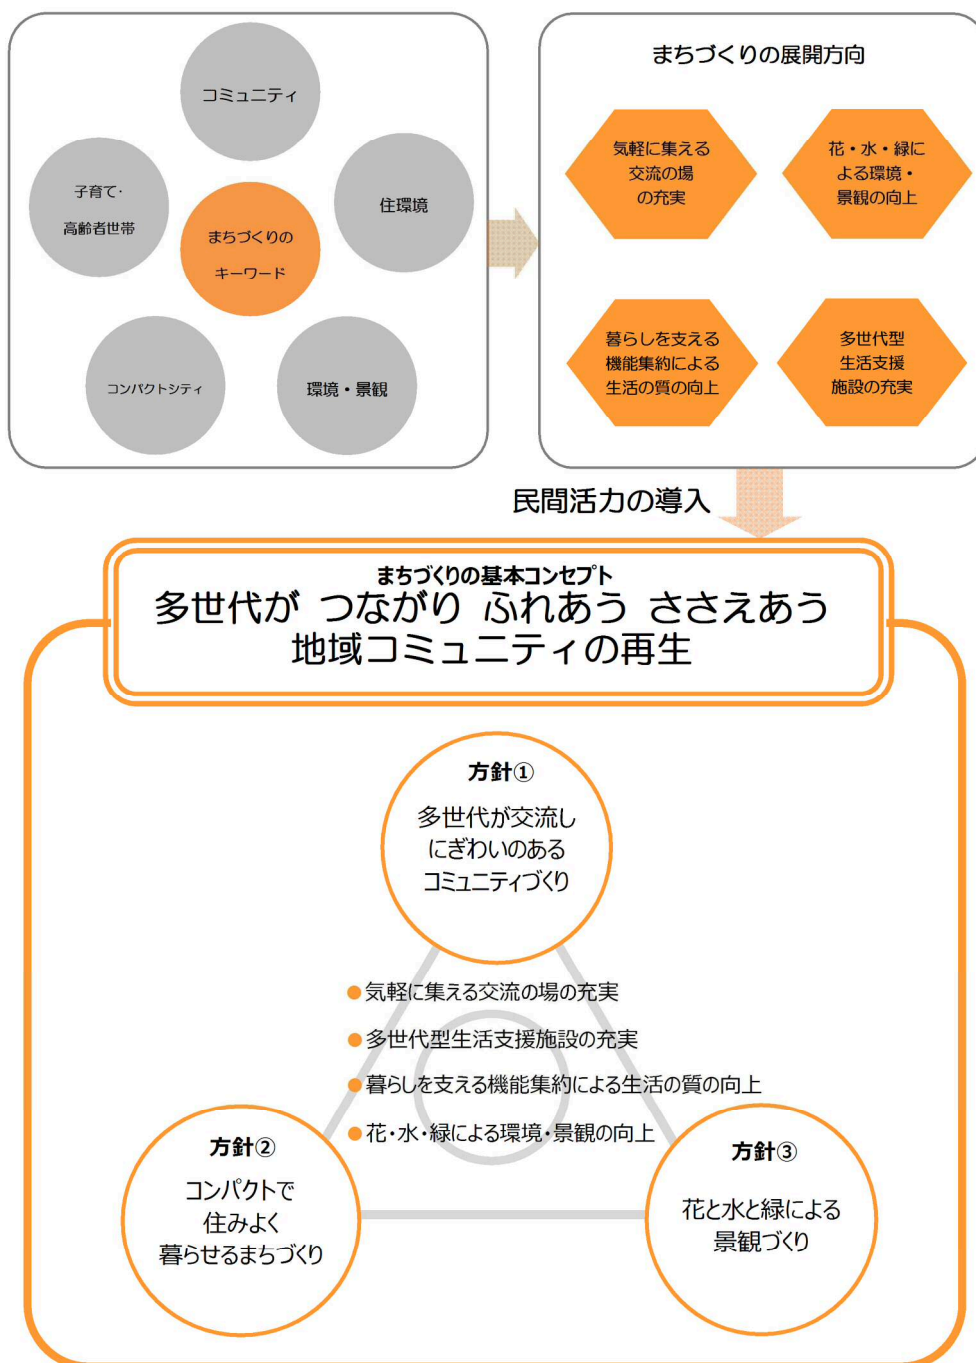 コミュニティ
子育て・
高齢者世帯
住環境
まちづくりの
キーワード
コンパクトシティ
環境・景観
まちづくりの展開方向
気軽に集える
交流の場
の充実
花・水・緑に
よる環境・
景観の向上
暮らしを支える
機能集約による
生活の質の向上
多世代型
生活支援
施設の充実
民間活力の導入
まちづくりの基本コンセプト
多世代が つながり ふれあう ささえあう
地域コミュニティの再生
方針①
多世代が交流し
にぎわいのある
コミュニティづくり
●気軽に集える交流の場の充実
●多世代型生活支援施設の充実
●暮らしを支える機能集約による生活の質の向上
●花・水・緑による環境・景観の向上
方針②
コンパクトで
住みよく
暮らせるまちづくり
方針③
花と水と緑による
景観づくり